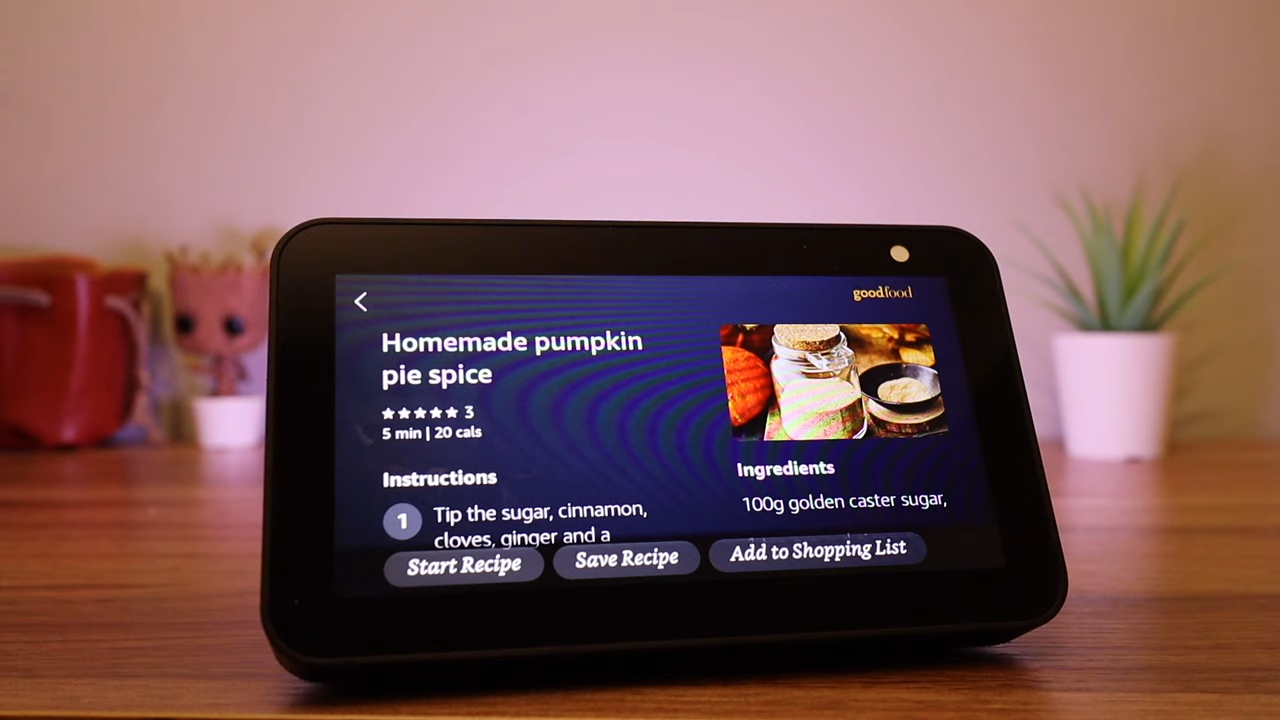 goodfood
Homemade pumpkin
pie spice
★★★★★ 3
5 min | 20 cals
Instructions
1 Tip the sugar, cinnamon,
cloves, ginger and a
Ingredients
100g golden caster sugar,
Start Recipe
Save Recipe
Add to Shopping List